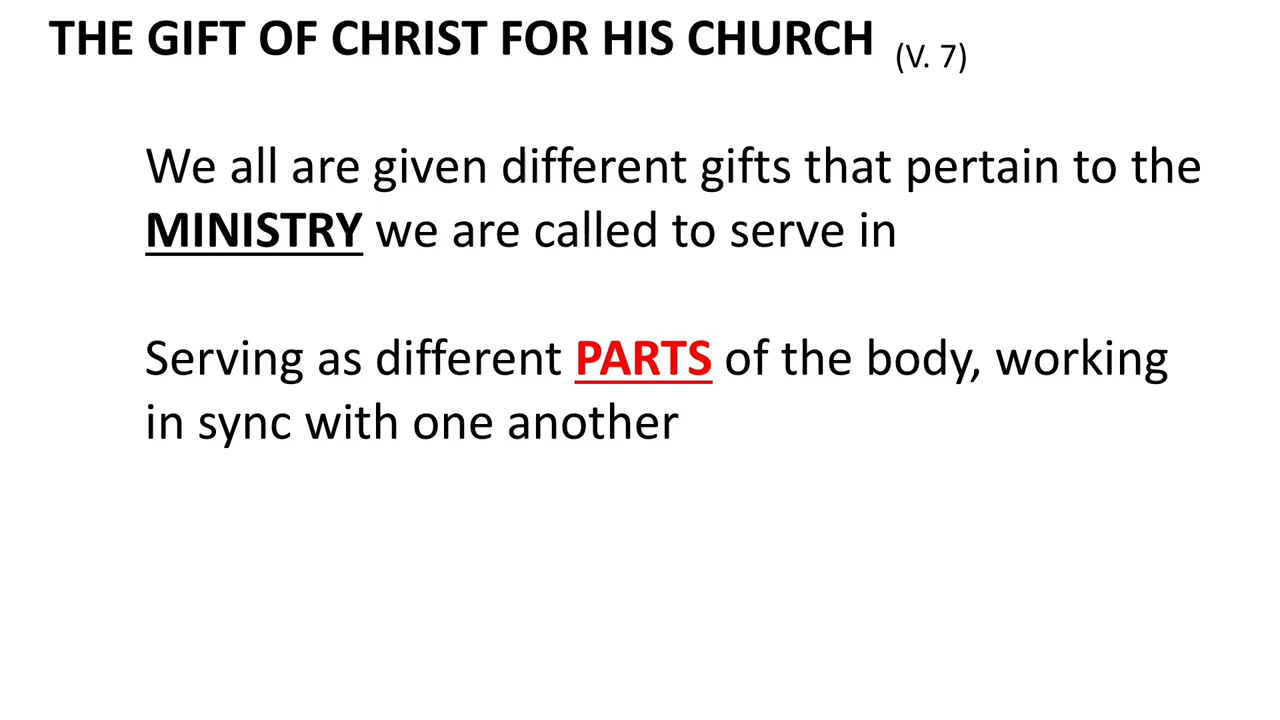 THE GIFT OF CHRIST FOR HIS CHURCH (V. 7)
We all are given different gifts that pertain to the
MINISTRY we are called to serve in
Serving as different PARTS of the body, working
in sync with one another